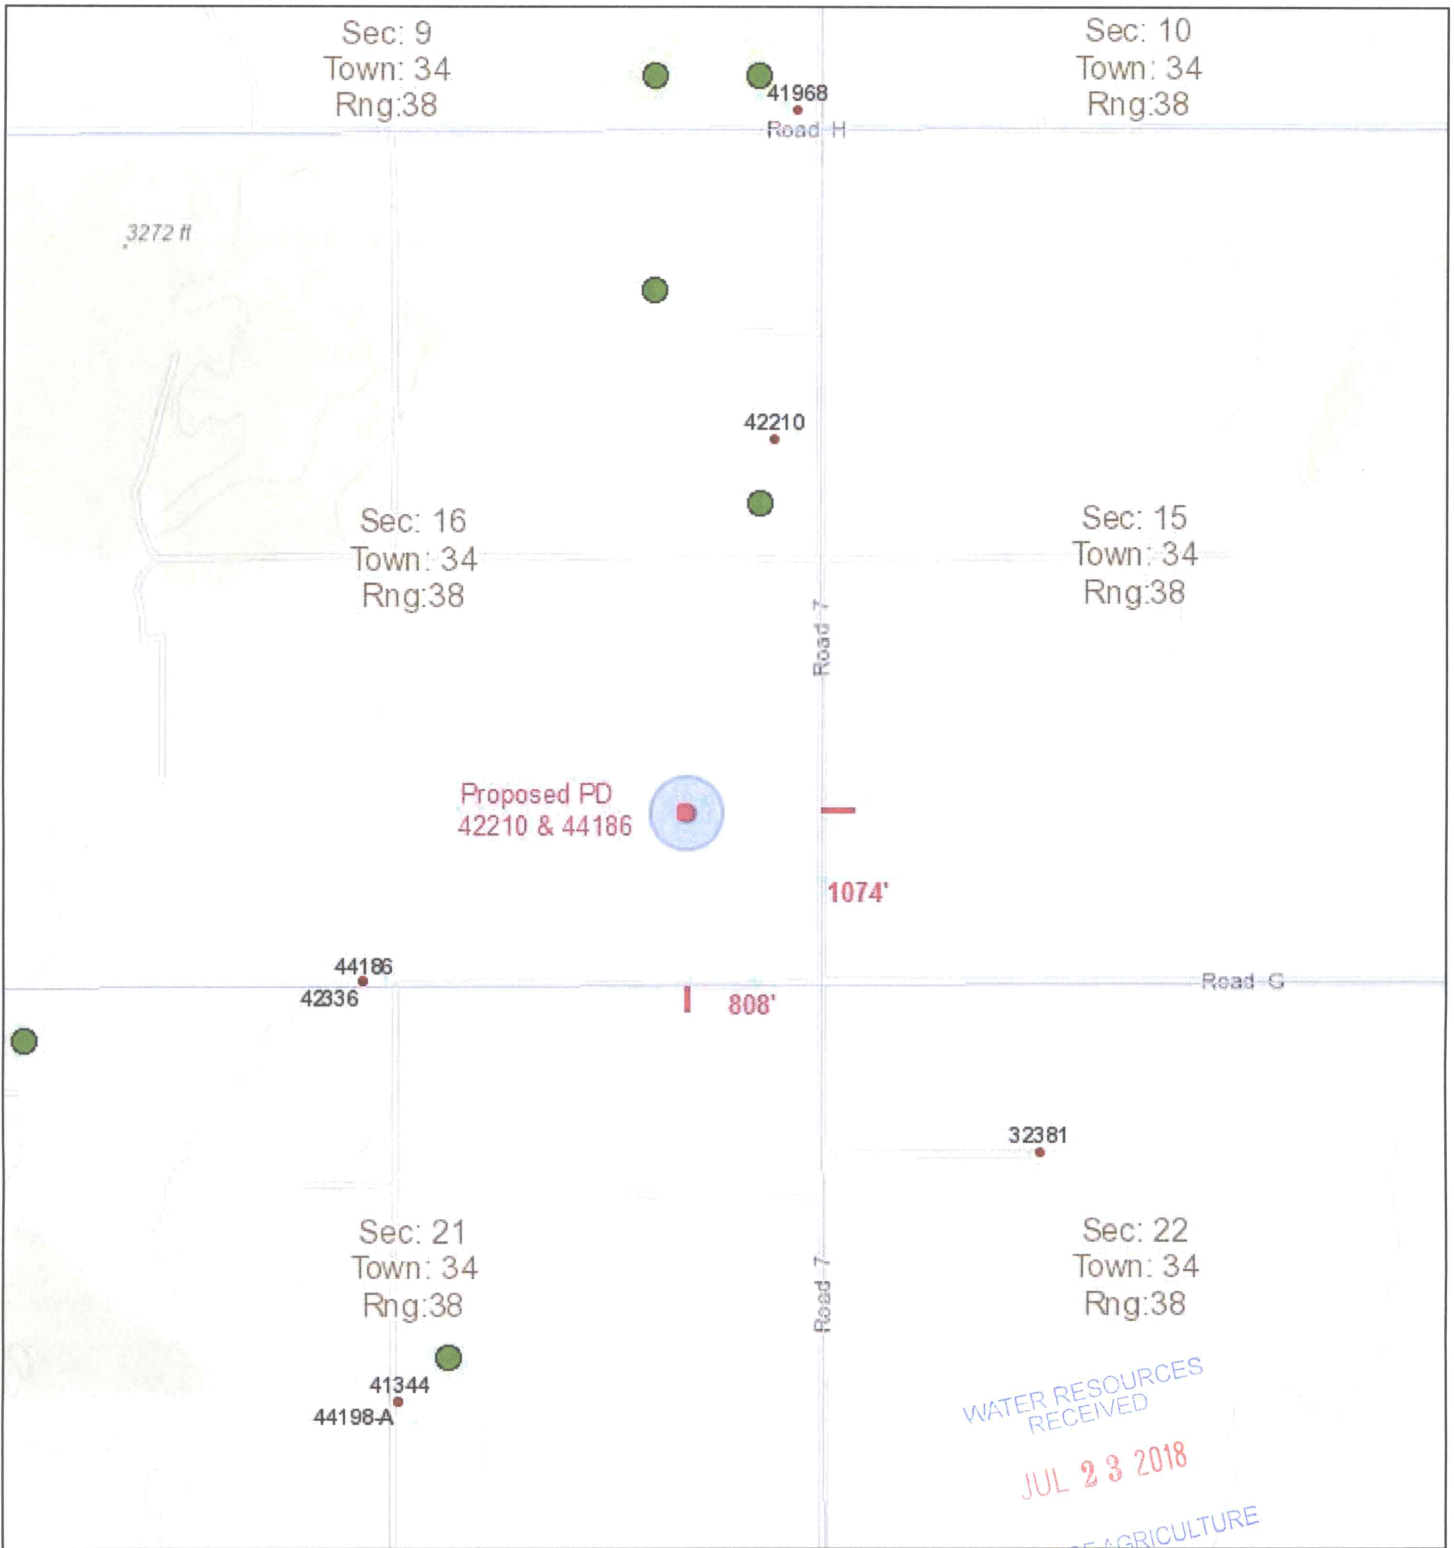 Sec: 9
Town: 34
Rng:38
Sec: 10
Town: 34
Rng:38
41968
Road H
3272 ft
42210
Sec: 16
Town: 34
Rng:38
Sec: 15
Town: 34
Rng:38
Road 7
Proposed PD
42210 & 44186
1074'
44186
42336
808'
Road G
32381
Sec: 21
Town: 34
Rng:38
Sec: 22
Town: 34
Rng:38
Road 7
41344
44198-A
WATER RESOURCES
RECEIVED
JUL 23 2018
AGRICULTURE